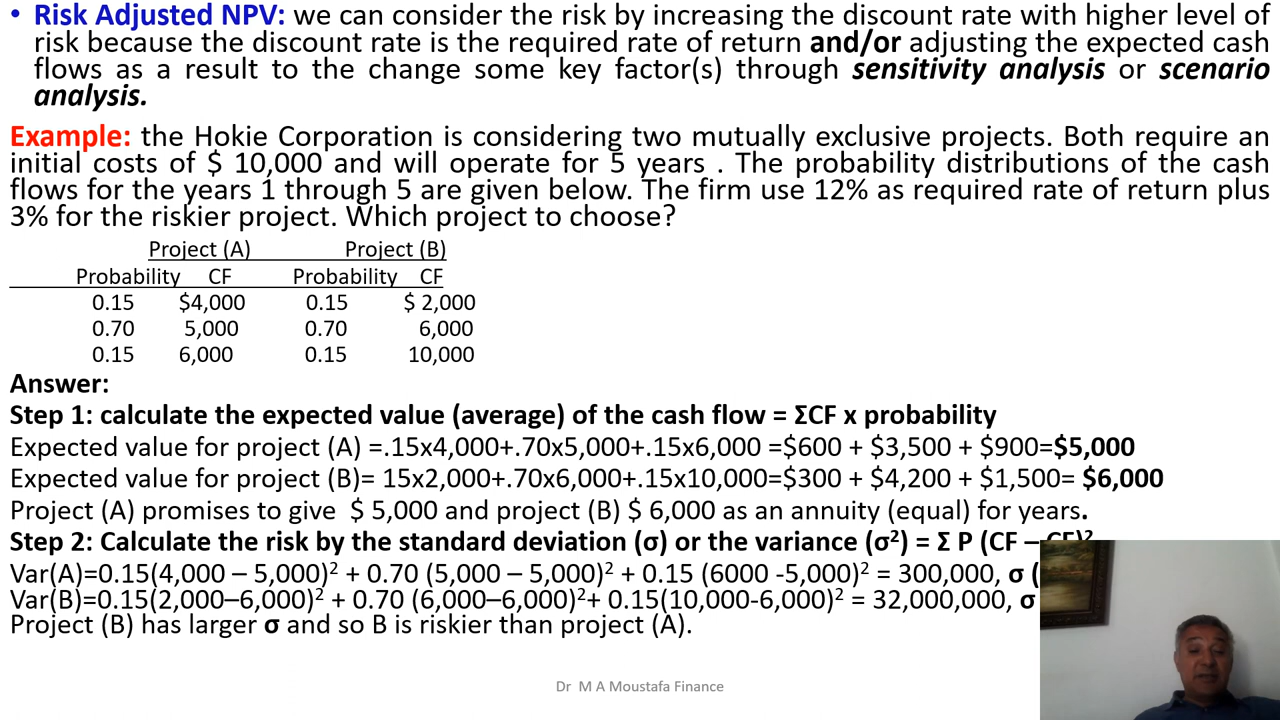 • Risk Adjusted NPV: we can consider the risk by increasing the discount rate with higher level of
risk because the discount rate is the required rate of return and/or adjusting the expected cash
flows as a result to the change some key factor(s) through sensitivity analysis or scenario
analysis.
Example: the Hokie Corporation is considering two mutually exclusive projects. Both require an
initial costs of $ 10,000 and will operate for 5 years . The probability distributions of the cash
flows for the years 1 through 5 are given below. The firm use 12% as required rate of return plus
3% for the riskier project. Which project to choose?
Project (A) Project (B)
Probability CF Probability CF
0.15 $4,000 0.15 $ 2,000
0.70 5,000 0.70 6,000
0.15 6,000 0.15 10,000
Answer:
Step 1: calculate the expected value (average) of the cash flow = ΣCF x probability
Expected value for project (A) =.15x4,000+.70x5,000+.15x6,000 =$600 + $3,500 + $900=$5,000
Expected value for project (B)= 15x2,000+.70x6,000+.15x10,000=$300 + $4,200 + $1,500= $6,000
Project (A) promises to give $ 5,000 and project (B) $ 6,000 as an annuity (equal) for years.
Step 2: Calculate the risk by the standard deviation (σ) or the variance (σ²) = Σ P (CF –
Var(A)=0.15(4,000 – 5,000)² + 0.70 (5,000 – 5,000)² + 0.15 (6000 -5,000)² = 300,000, σ (
Var(B)=0.15(2,000–6,000)² + 0.70 (6,000–6,000)²+ 0.15(10,000-6,000)² = 32,000,000, σ
Project (B) has larger σ and so B is riskier than project (A).
Dr M A Moustafa Finance